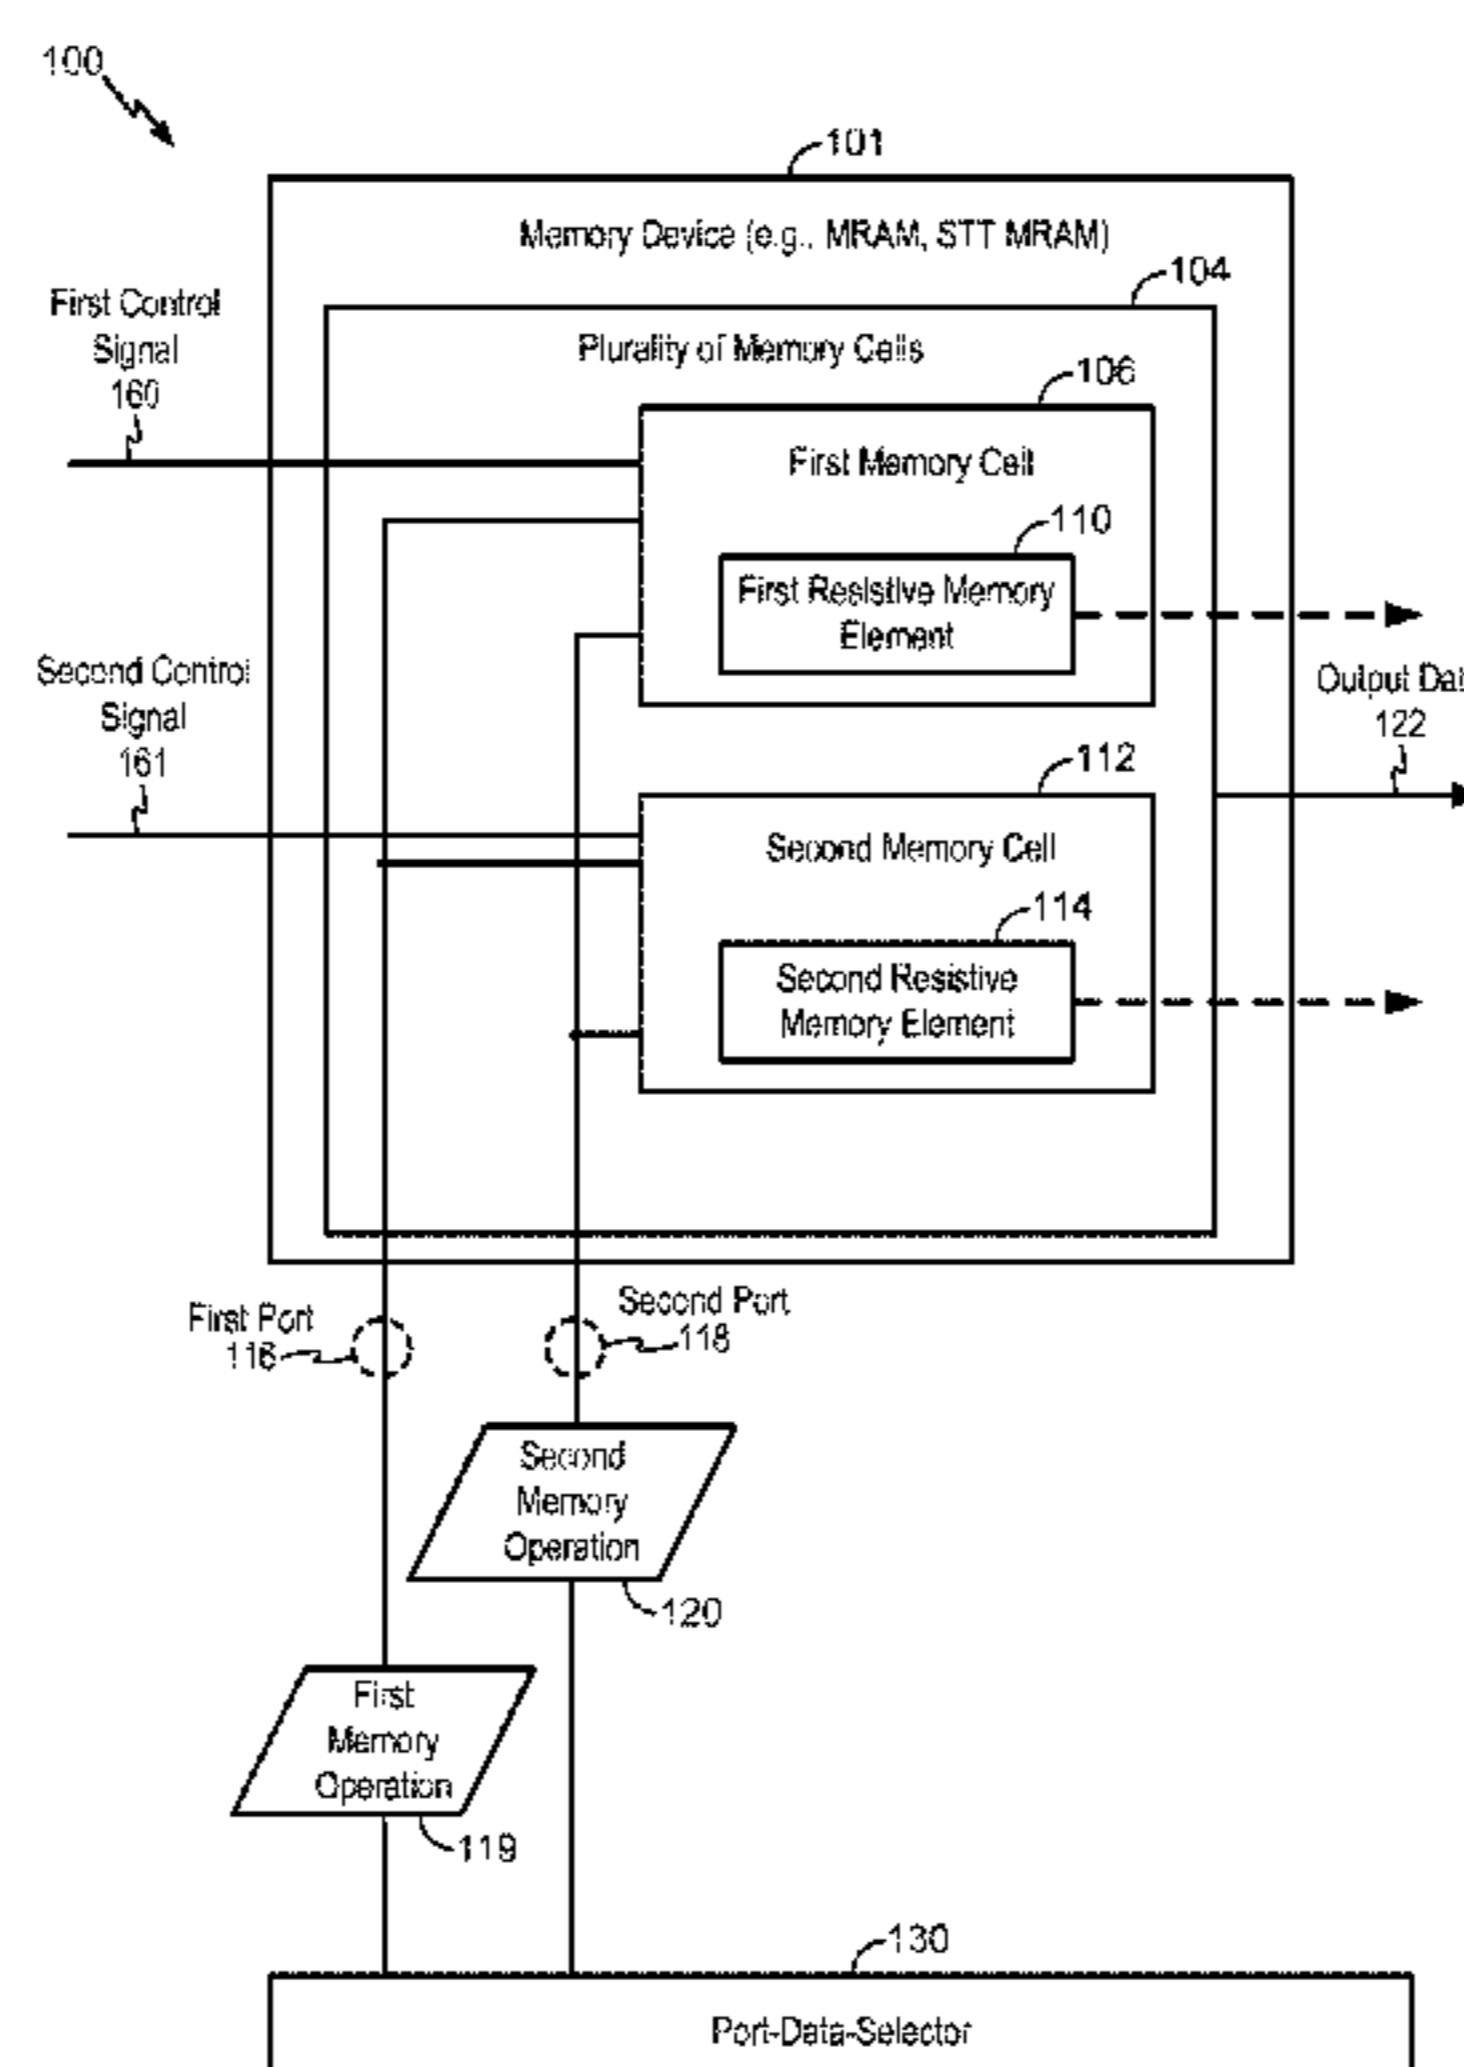 100
101
Memory Device (e.g., MRAM, STT MRAM)
104
First Control
Signal
160
Plurality of Memory Cells
106
First Memory Cell
110
First Resistive Memory
Element
Second Control
Signal
161
Output Dat
122
112
Second Memory Cell
114
Second Resistive
Memory Element
First Port
116
Second Port
118
Second
Memory
Operation
120
First
Memory
Operation
119
130
Port-Data-Selector